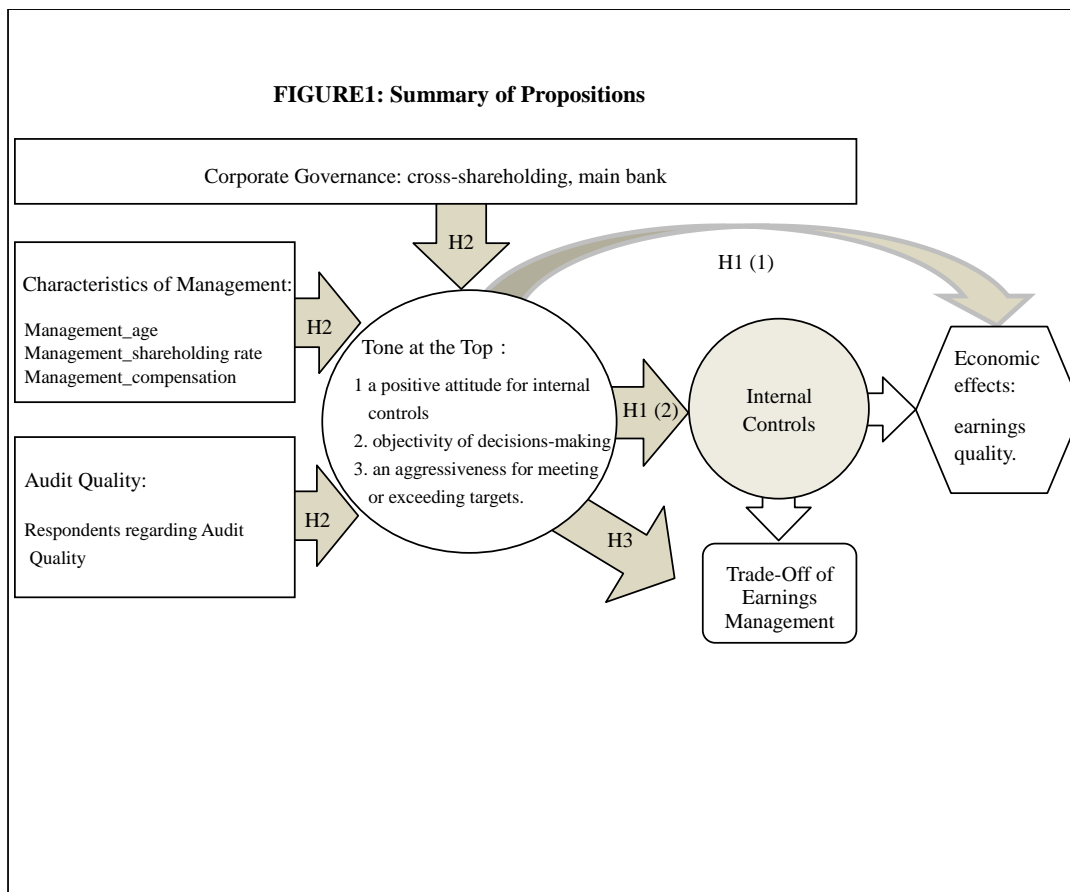 FIGURE1: Summary of Propositions
Corporate Governance: cross-shareholding, main bank
H2
H1 (1)
Characteristics of Management:
Management_age
Management_shareholding rate
Management_compensation
H2
Tone at the Top :
1 a positive attitude for internal
controls
2. objectivity of decisions-making
3. an aggressiveness for meeting
or exceeding targets.
H1 (2)
Internal
Controls
Economic
effects:
earnings
quality.
Audit Quality:
Respondents regarding Audit
Quality
H2
H3
Trade-Off of
Earnings
Management